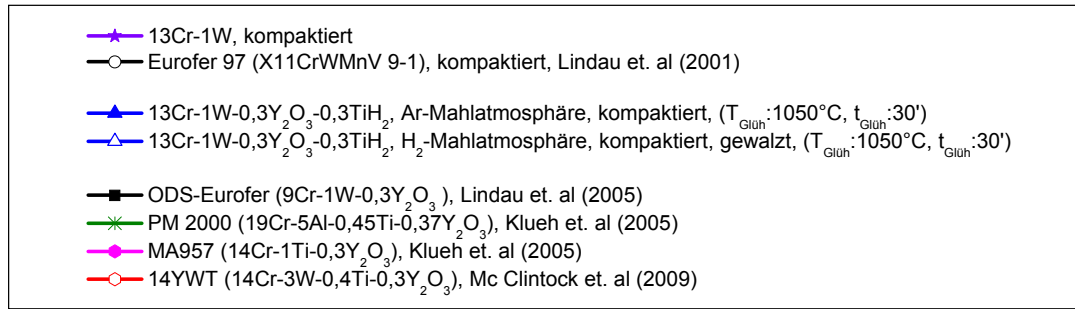 13Cr-1W, kompaktiert
Eurofer 97 (X11CrWMnV 9-1), kompaktiert, Lindau et. al (2001)
13Cr-1W-0,3Y₂O₃-0,3TiH₂, Ar-Mahlatmosphäre, kompaktiert, (T_Glüh:1050°C, t_Glüh:30')
13Cr-1W-0,3Y₂O₃-0,3TiH₂, H₂-Mahlatmosphäre, kompaktiert, gewalzt, (T_Glüh:1050°C, t_Glüh:30')
ODS-Eurofer (9Cr-1W-0,3Y₂O₃ ), Lindau et. al (2005)
PM 2000 (19Cr-5Al-0,45Ti-0,37Y₂O₃), Klueh et. al (2005)
MA957 (14Cr-1Ti-0,3Y₂O₃), Klueh et. al (2005)
14YWT (14Cr-3W-0,4Ti-0,3Y₂O₃), Mc Clintock et. al (2009)